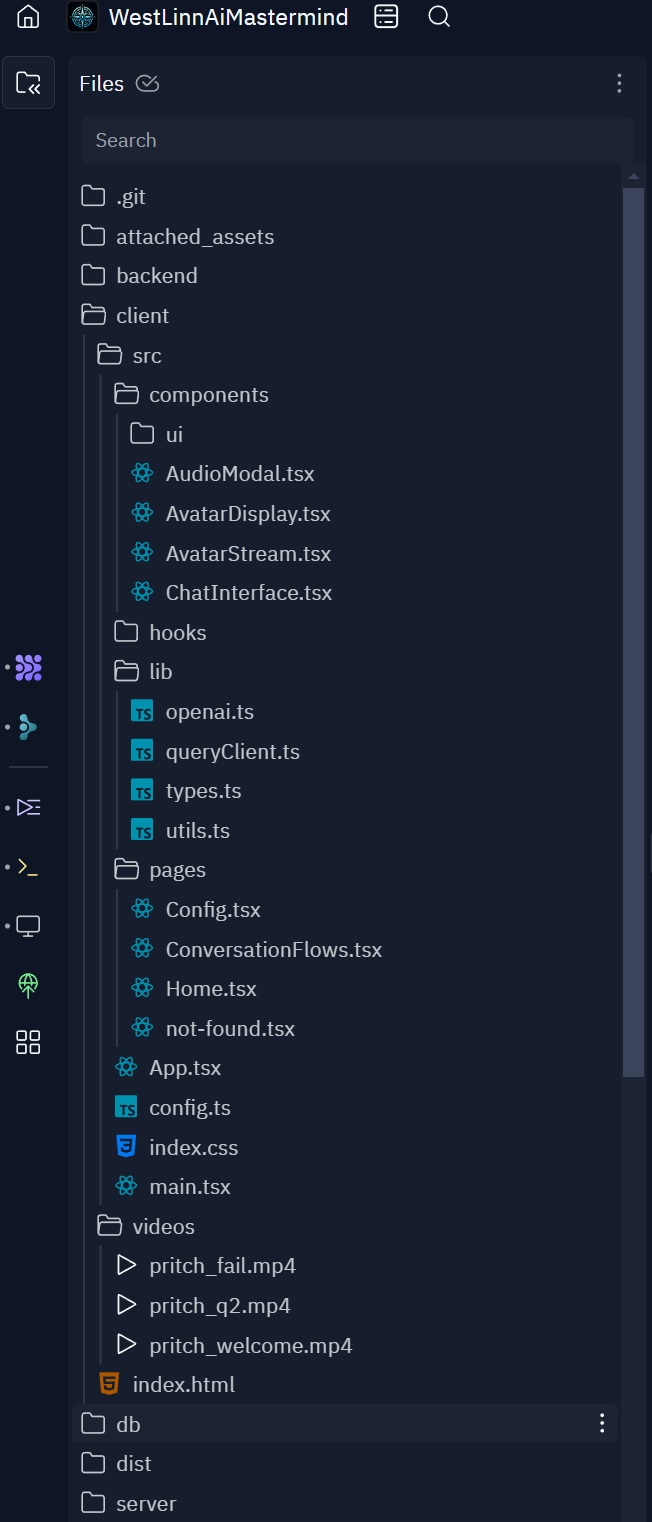 WestLinnAiMastermind
Files
Search
.git
attached_assets
backend
client
src
components
ui
AudioModal.tsx
AvatarDisplay.tsx
AvatarStream.tsx
ChatInterface.tsx
hooks
lib
TS openai.ts
TS queryClient.ts
TS types.ts
TS utils.ts
pages
Config.tsx
ConversationFlows.tsx
Home.tsx
not-found.tsx
App.tsx
TS config.ts
index.css
main.tsx
videos
pritch_fail.mp4
pritch_q2.mp4
pritch_welcome.mp4
index.html
db
dist
server